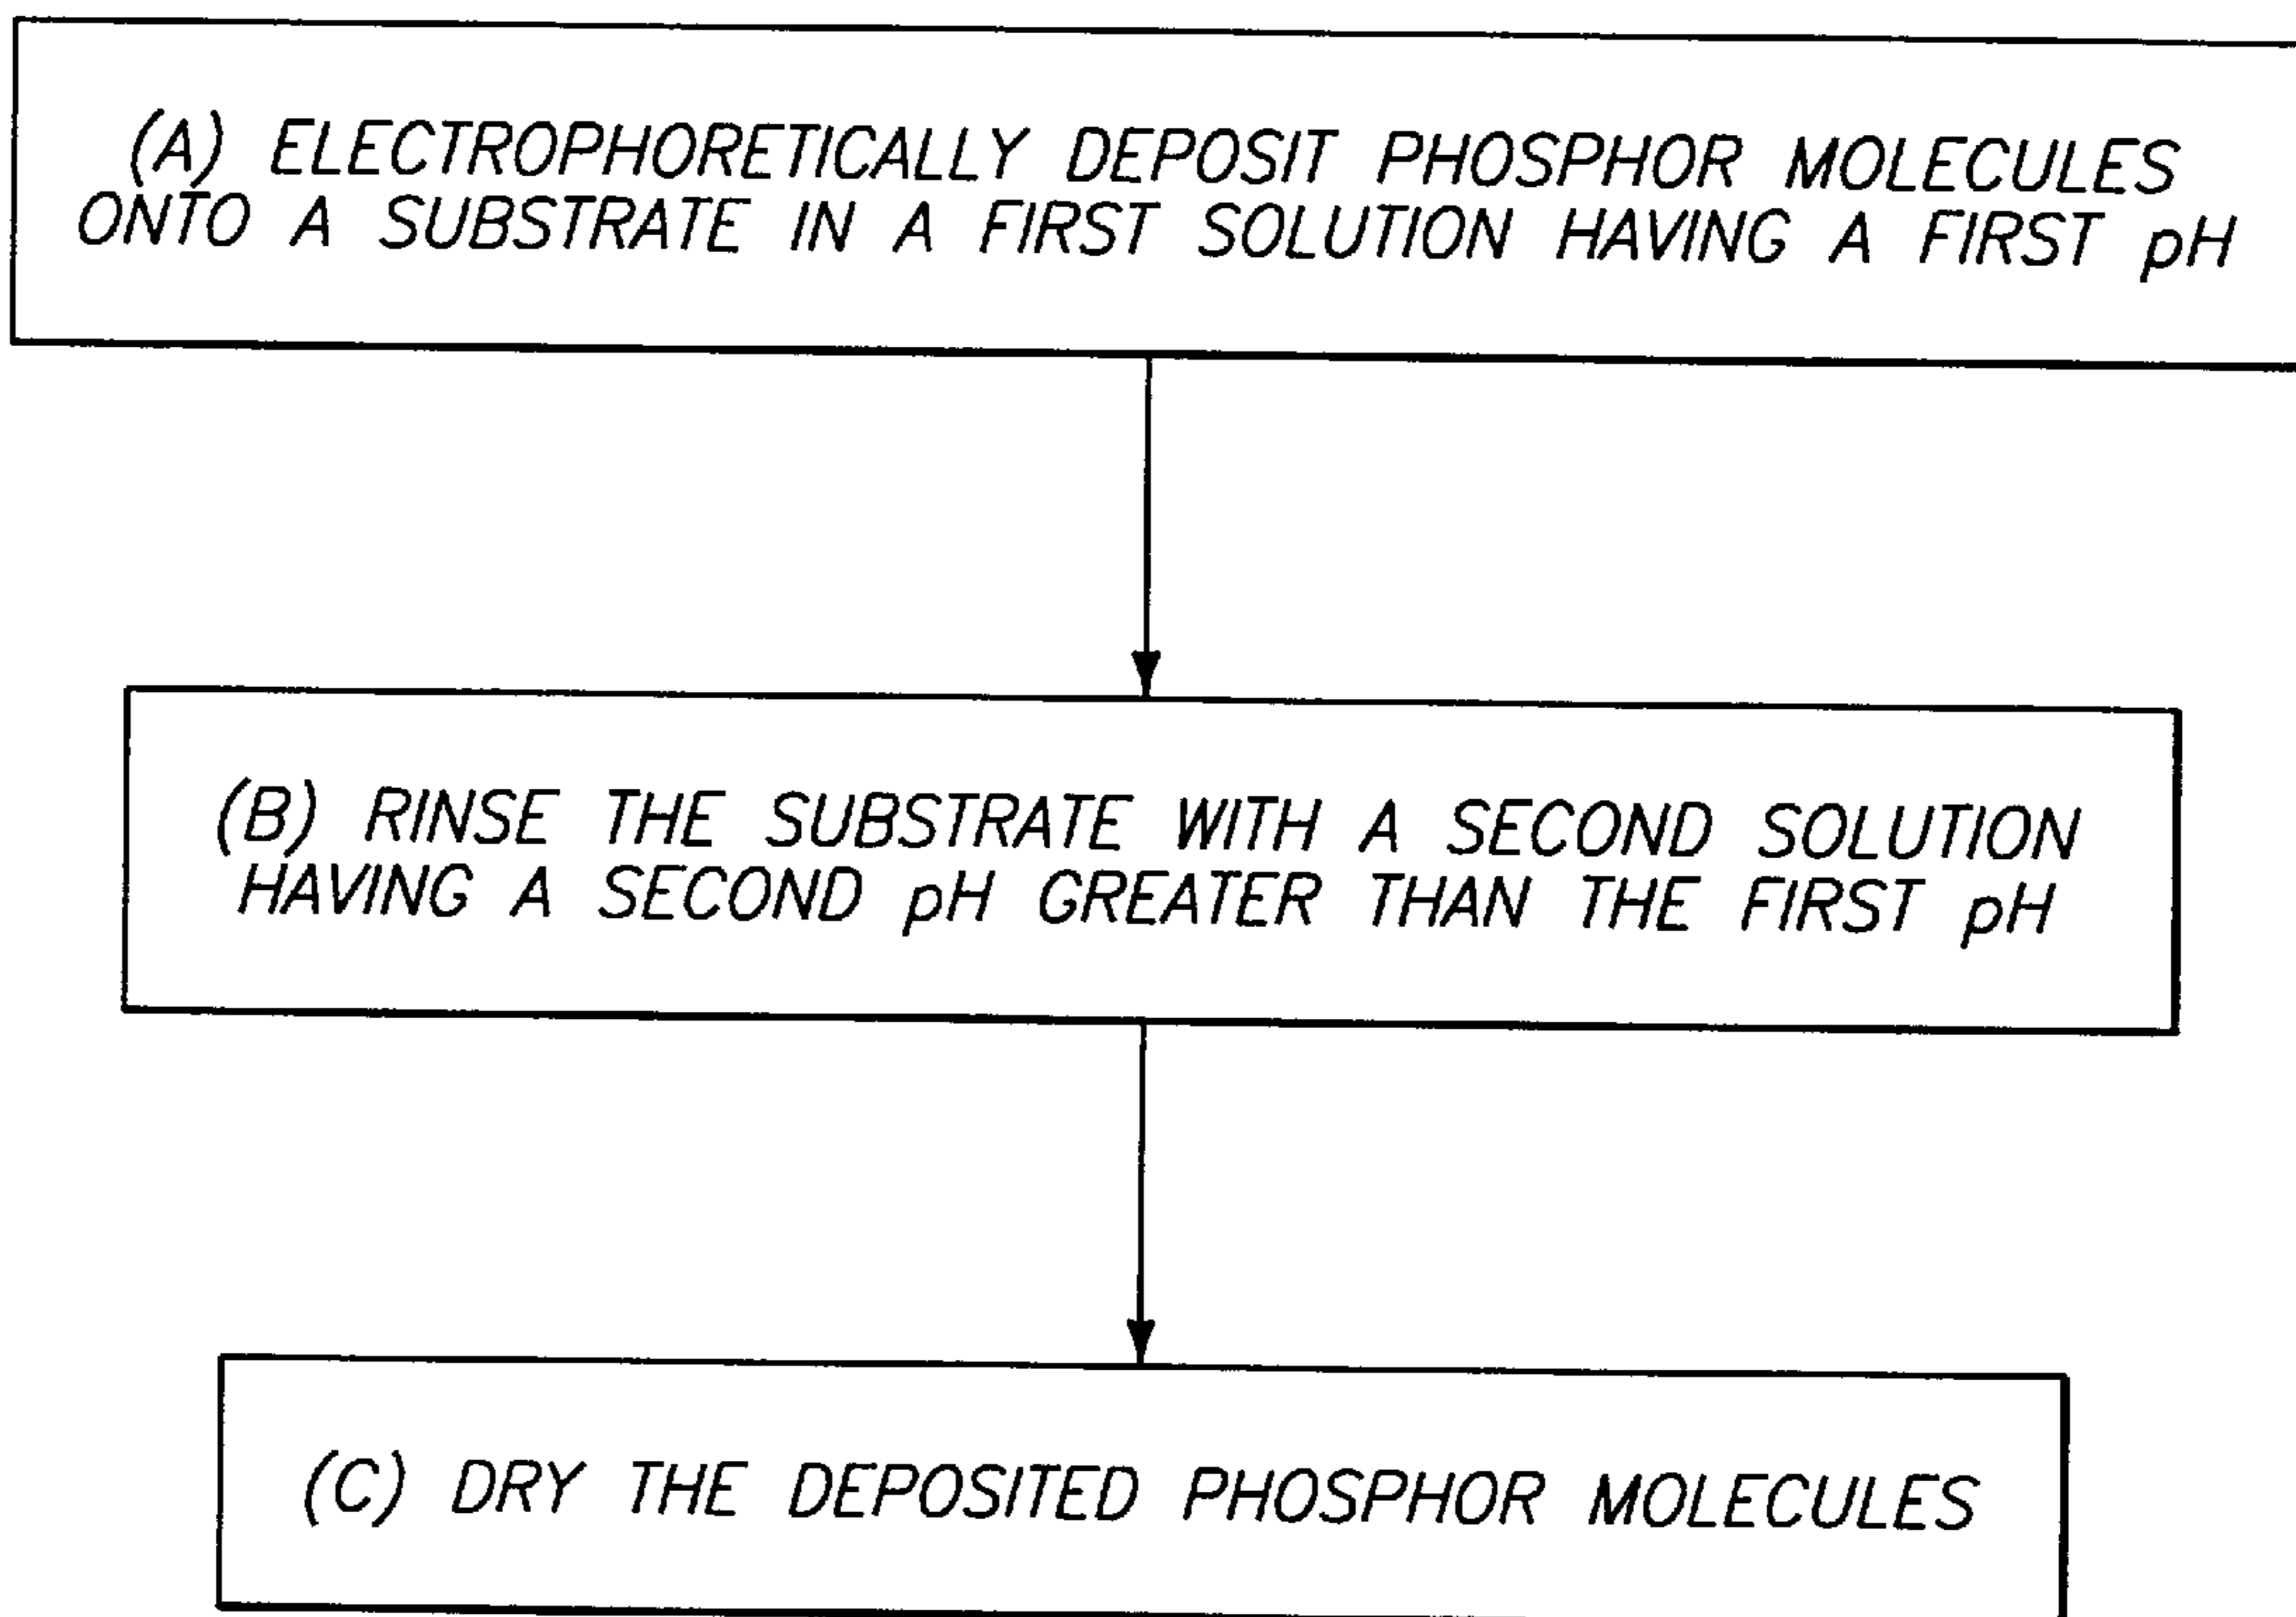 (A) ELECTROPHORETICALLY DEPOSIT PHOSPHOR MOLECULES
ONTO A SUBSTRATE IN A FIRST SOLUTION HAVING A FIRST pH
(B) RINSE THE SUBSTRATE WITH A SECOND SOLUTION
HAVING A SECOND pH GREATER THAN THE FIRST pH
(C) DRY THE DEPOSITED PHOSPHOR MOLECULES